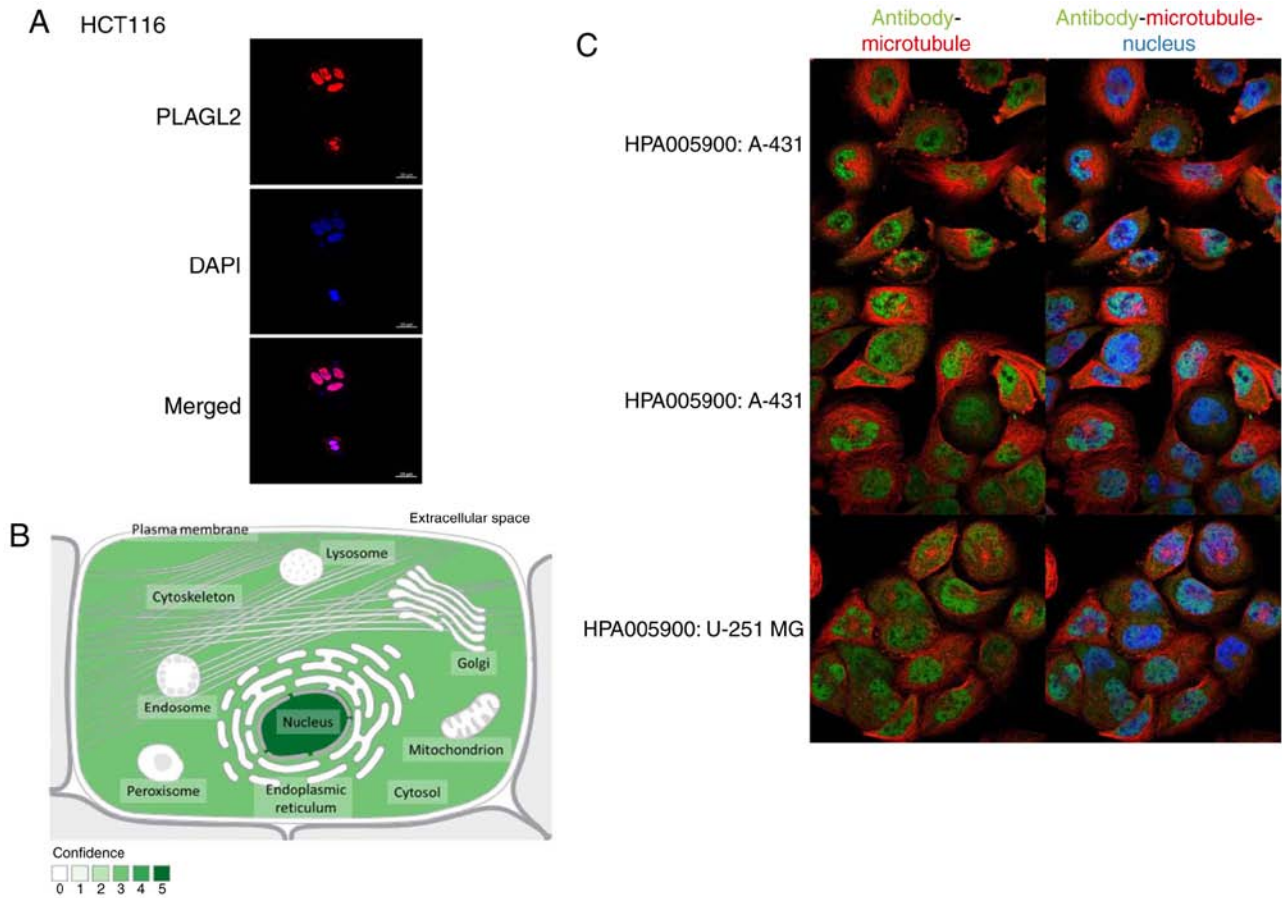 A
HCT116
PLAGL2
DAPI
Merged
B
Plasma membrane
Extracellular space
Lysosome
Cytoskeleton
Golgi
Endosome
Nucleus
Mitochondrion
Peroxisome
Endoplasmic
reticulum
Cytosol
Confidence
0 1 2 3 4 5
C
Antibody-
microtubule
Antibody-microtubule-
nucleus
HPA005900: A-431
HPA005900: A-431
HPA005900: U-251 MG